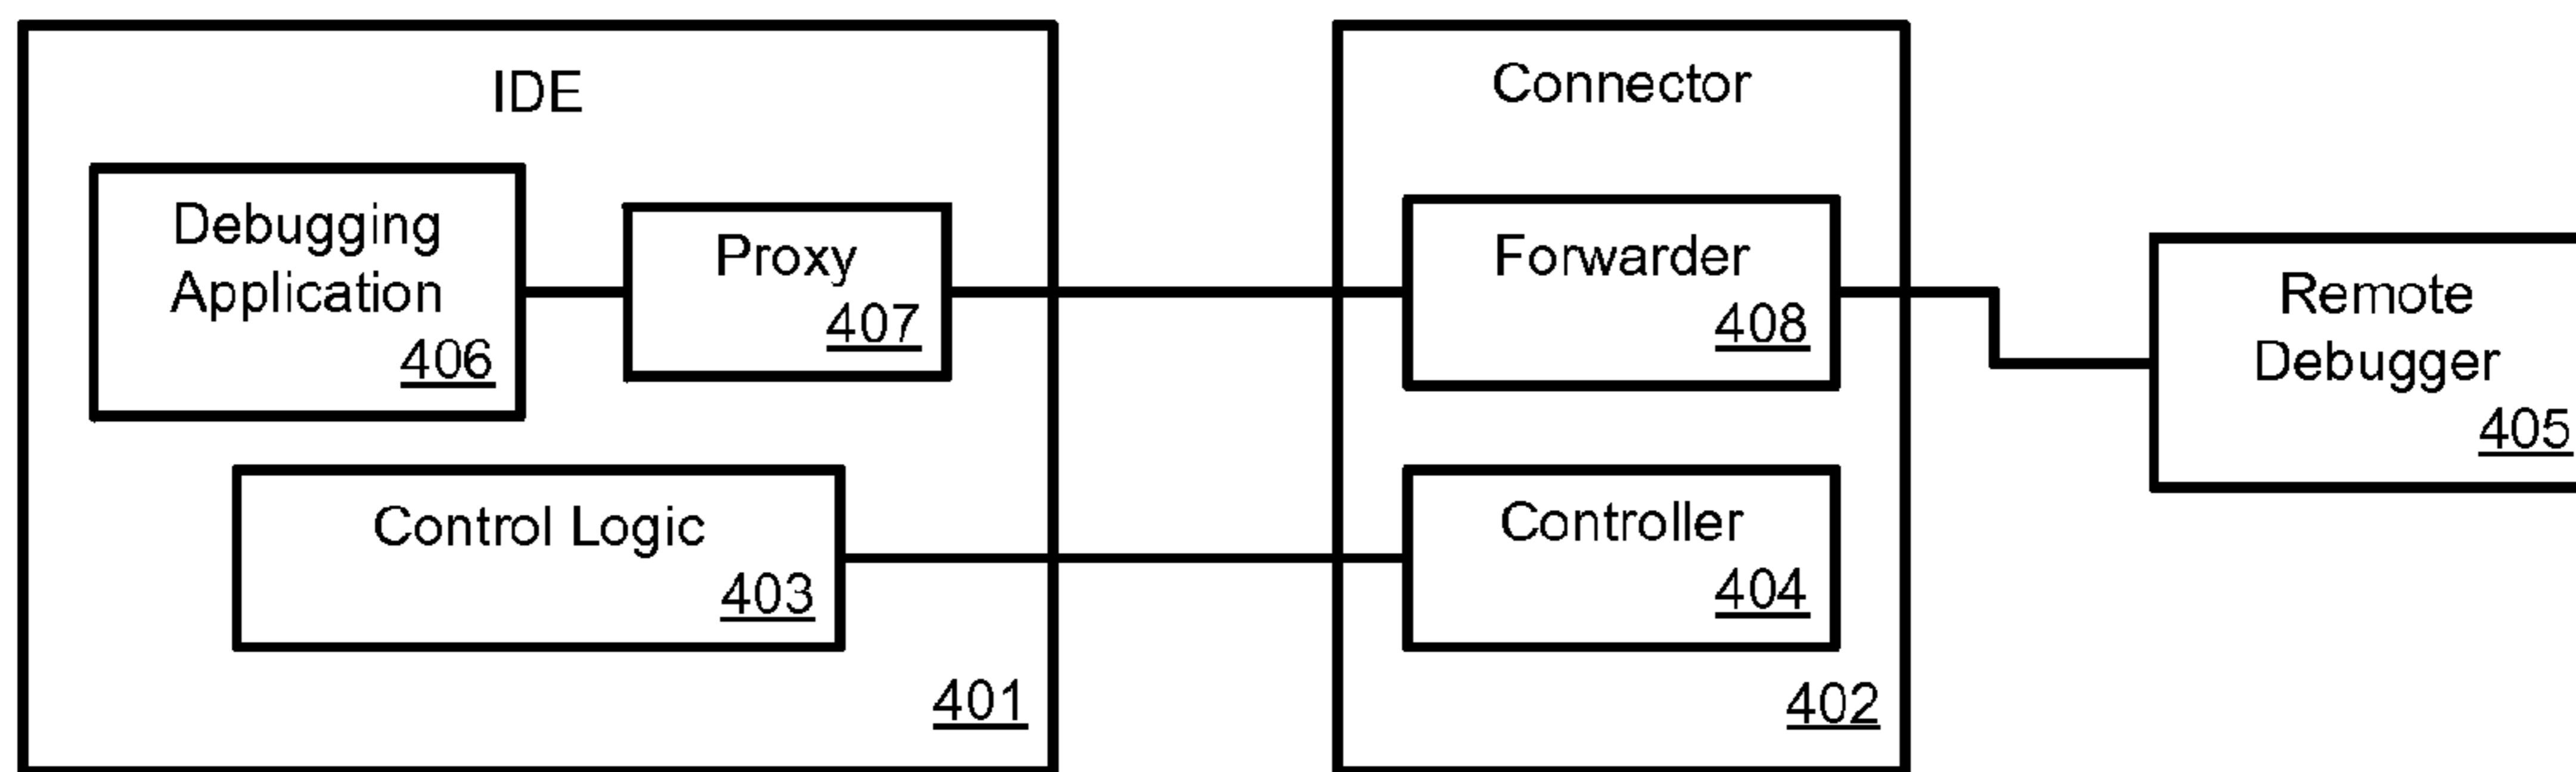 IDE
Debugging
Application
406
Proxy
407
Control Logic
403
401
Connector
Forwarder
408
Controller
404
402
Remote
Debugger
405